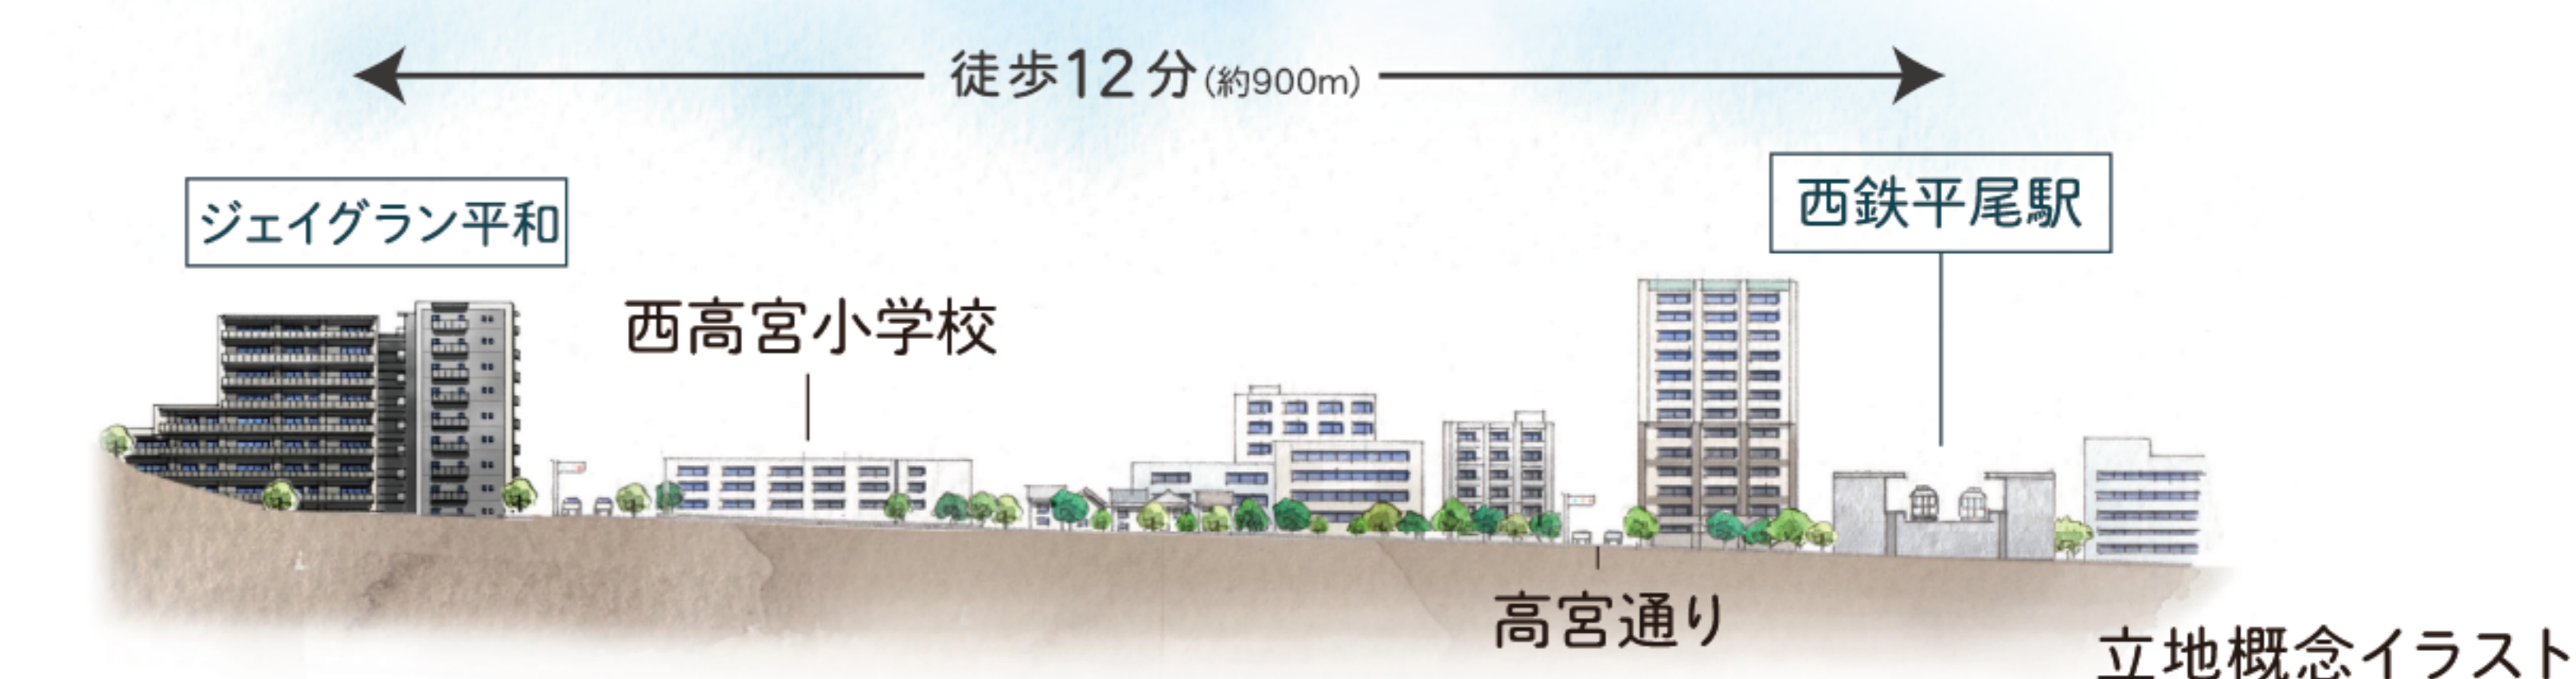 徒歩12分(約900m)
ジェイグラン平和
西鉄平尾駅
西高宮小学校
高宮通り
立地概念イラスト